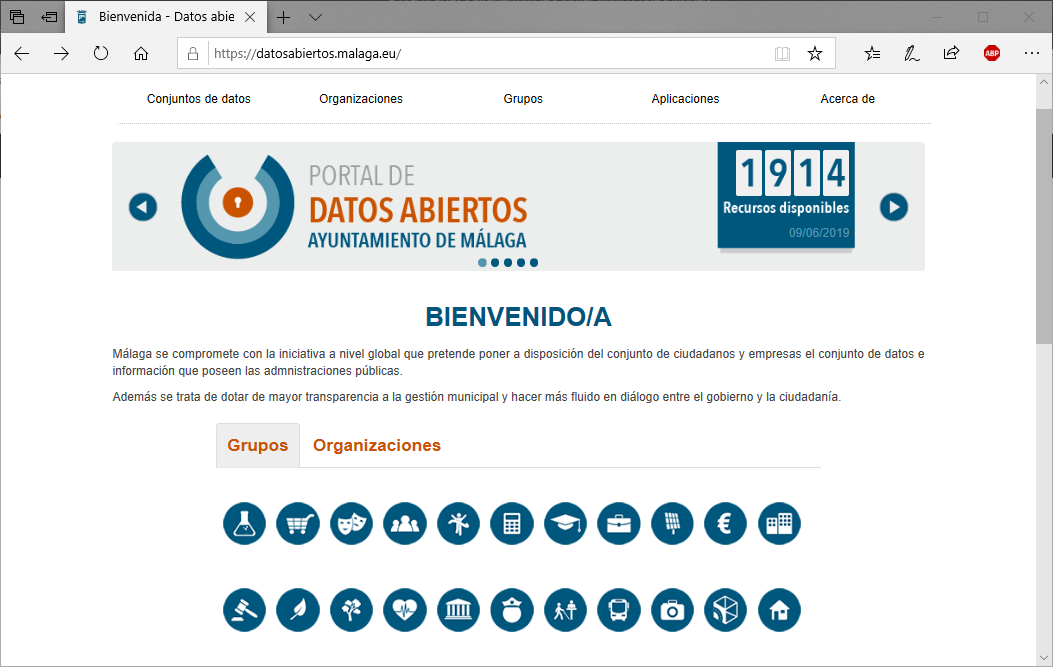 Bienvenida - Datos abie
https://datosabiertos.malaga.eu/
ABP
Conjuntos de datos
Organizaciones
Grupos
Aplicaciones
Acerca de
PORTAL DE
DATOS ABIERTOS
AYUNTAMIENTO DE MÁLAGA
1914
Recursos disponibles
09/06/2019
BIENVENIDO/A
Málaga se compromete con la iniciativa a nivel global que pretende poner a disposición del conjunto de ciudadanos y empresas el conjunto de datos e
información que poseen las admnistraciones públicas.
Además se trata de dotar de mayor transparencia a la gestión municipal y hacer más fluido en diálogo entre el gobierno y la ciudadanía.
Grupos
Organizaciones
€